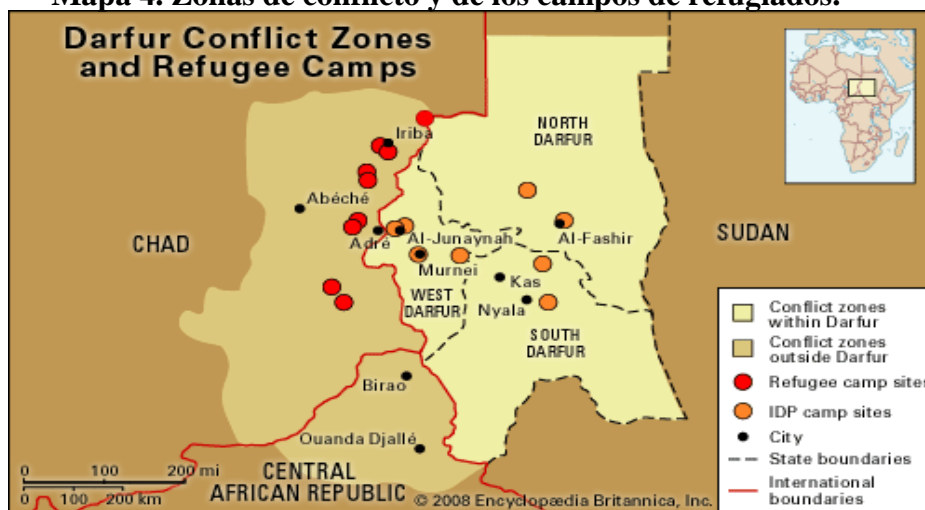 Mapa 4. Zonas de conflicto y de los campos de refugiados.
Darfur Conflict Zones
and Refugee Camps
Iriba
NORTH
DARFUR
Abéché
CHAD
Adré
Al-Junaynah
Al-Fashir
SUDAN
Murnei
Kas
WEST
DARFUR
Nyala
SOUTH
DARFUR
Birao
Ouanda Djallé
CENTRAL
AFRICAN REPUBLIC
0 100 200 mi
0 100 200 km
© 2008 Encyclopædia Britannica, Inc.
Conflict zones
within Darfur
Conflict zones
outside Darfur
Refugee camp sites
IDP camp sites
City
State boundaries
International
boundaries